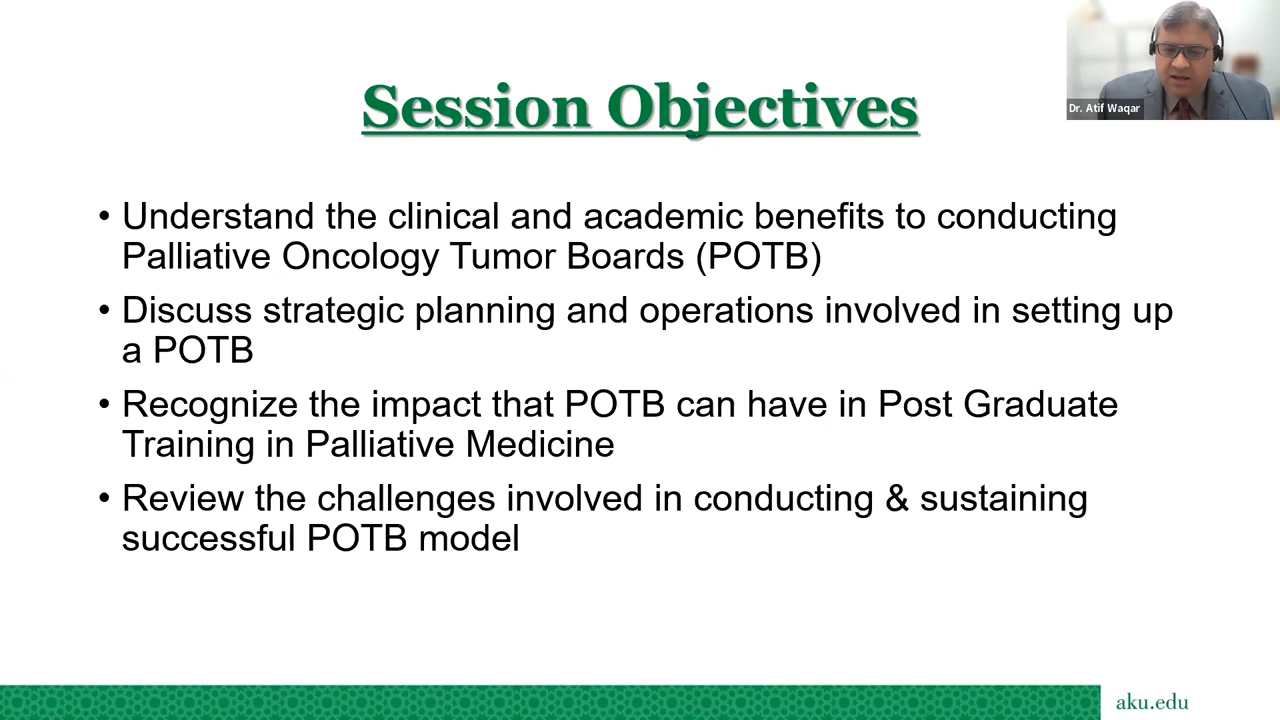 Dr. Atif Waqar
Session Objectives
• Understand the clinical and academic benefits to conducting
Palliative Oncology Tumor Boards (POTB)
• Discuss strategic planning and operations involved in setting up
a POTB
• Recognize the impact that POTB can have in Post Graduate
Training in Palliative Medicine
• Review the challenges involved in conducting & sustaining
successful POTB model
aku.edu